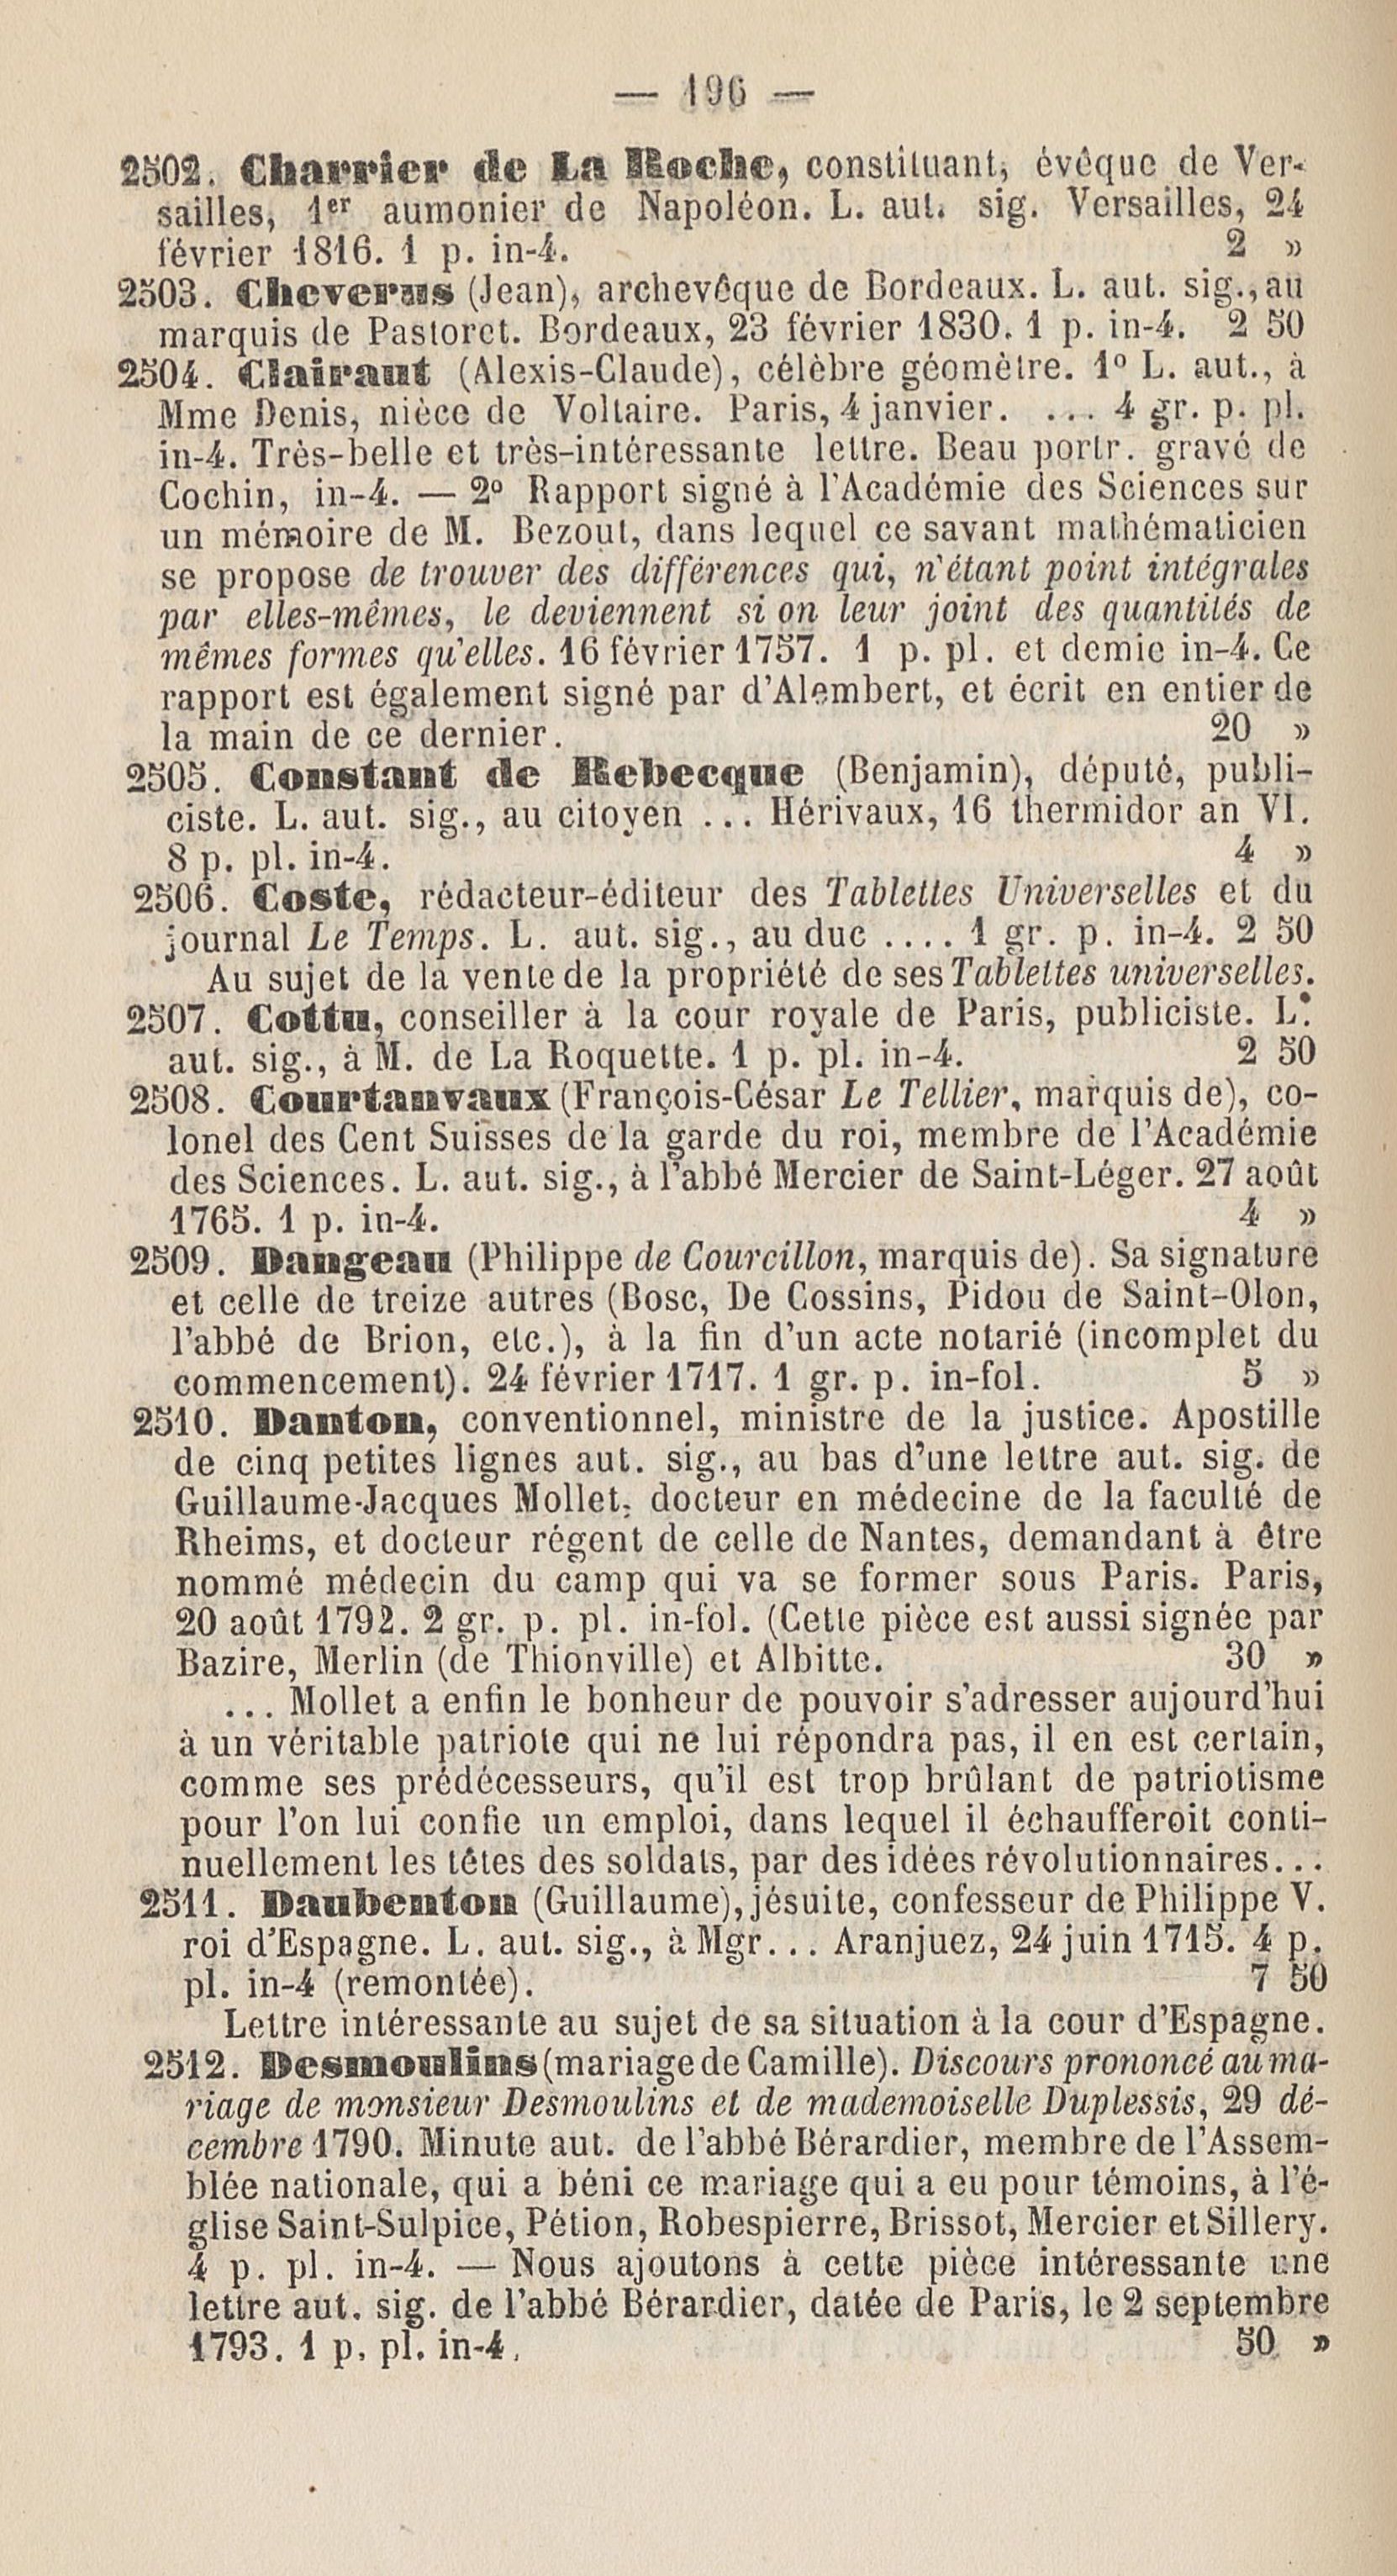 — 196 —
2502. Charrier de La Roche, constituant, évêque de Ver-
sailles, 1er aumonier de Napoléon. L. aut. sig. Versailles, 24
février 1816. 1 p. in-4. 2 »
2503. Cheverus (Jean), archevêque de Bordeaux. L. aut. sig., au
marquis de Pastoret. Bordeaux, 23 février 1830. 1 p. in-4. 2 50
2504. Clairaut (Alexis-Claude), célèbre géomètre. 1o L. aut., à
Mme Denis, nièce de Voltaire. Paris, 4 janvier. ... 4 gr. p. pl.
in-4. Très-belle et très-intéressante lettre. Beau portr. gravé de
Cochin, in-4. — 2o Rapport signé à l'Académie des Sciences sur
un mémoire de M. Bezout, dans lequel ce savant mathématicien
se propose de trouver des différences qui, n'étant point intégrales
par elles-mêmes, le deviennent si on leur joint des quantités de
mêmes formes qu'elles. 16 février 1757. 1 p. pl. et demie in-4. Ce
rapport est également signé par d'Alembert, et écrit en entier de
la main de ce dernier. 20 »
2505. Constant de Rebecque (Benjamin), député, publi-
ciste. L. aut. sig., au citoyen ... Hérivaux, 16 thermidor an VI.
8 p. pl. in-4. 4 »
2506. Coste, rédacteur-éditeur des Tablettes Universelles et du
journal Le Temps. L. aut. sig., au duc .... 1 gr. p. in-4. 2 50
Au sujet de la vente de la propriété de ses Tablettes universelles.
2507. Cottu, conseiller à la cour royale de Paris, publiciste. L.
aut. sig., à M. de La Roquette. 1 p. pl. in-4. 2 50
2508. Courtanvaux (François-César Le Tellier, marquis de), co-
lonel des Cent Suisses de la garde du roi, membre de l'Académie
des Sciences. L. aut. sig., à l'abbé Mercier de Saint-Léger. 27 août
1765. 1 p. in-4. 4 »
2509. Dangeau (Philippe de Courcillon, marquis de). Sa signature
et celle de treize autres (Bosc, De Cossins, Pidou de Saint-Olon,
l'abbé de Brion, etc.), à la fin d'un acte notarié (incomplet du
commencement). 24 février 1717. 1 gr. p. in-fol. 5 »
2510. Danton, conventionnel, ministre de la justice. Apostille
de cinq petites lignes aut. sig., au bas d'une lettre aut. sig. de
Guillaume-Jacques Mollet, docteur en médecine de la faculté de
Rheims, et docteur régent de celle de Nantes, demandant à être
nommé médecin du camp qui va se former sous Paris. Paris,
20 août 1792. 2 gr. p. pl. in-fol. (Cette pièce est aussi signée par
Bazire, Merlin (de Thionville) et Albitte. 30 »
... Mollet a enfin le bonheur de pouvoir s'adresser aujourd'hui
à un véritable patriote qui ne lui répondra pas, il en est certain,
comme ses prédécesseurs, qu'il est trop brûlant de patriotisme
pour l'on lui confie un emploi, dans lequel il échaufferoit conti-
nuellement les têtes des soldats, par des idées révolutionnaires...
2511. Daubenton (Guillaume), jésuite, confesseur de Philippe V.
roi d'Espagne. L. aut. sig., à Mgr... Aranjuez, 24 juin 1715. 4 p.
pl. in-4 (remontée). 7 50
Lettre intéressante au sujet de sa situation à la cour d'Espagne.
2512. Desmoulins (mariage de Camille). Discours prononcé au ma-
riage de monsieur Desmoulins et de mademoiselle Duplessis, 29 dé-
cembre 1790. Minute aut. de l'abbé Bérardier, membre de l'Assem-
blée nationale, qui a béni ce mariage qui a eu pour témoins, à l'é-
glise Saint-Sulpice, Pétion, Robespierre, Brissot, Mercier et Sillery.
4 p. pl. in-4. — Nous ajoutons à cette pièce intéressante une
lettre aut. sig. de l'abbé Bérardier, datée de Paris, le 2 septembre
1793. 1 p. pl. in-4. 50 »